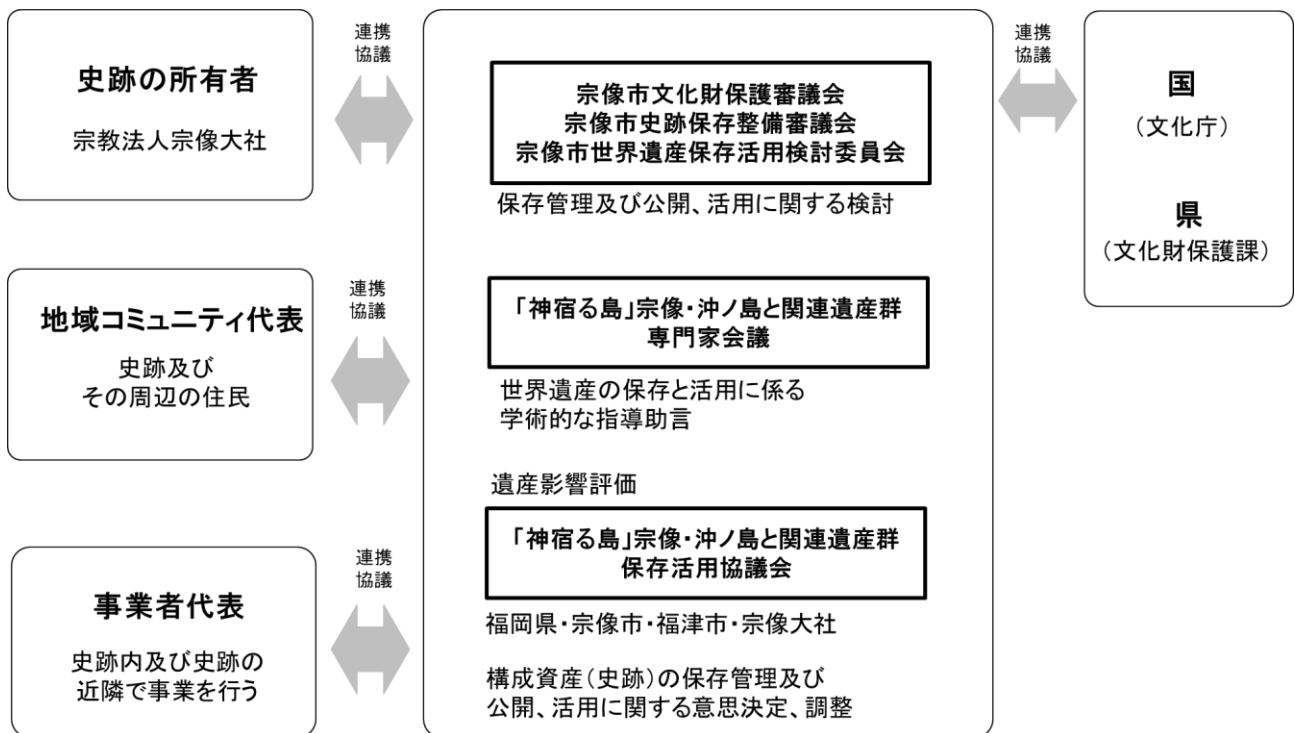 史跡の所有者
宗教法人宗像大社
連携
協議
地域コミュニティ代表
史跡及び
その周辺の住民
連携
協議
事業者代表
史跡内及び史跡の
近隣で事業を行う
連携
協議
宗像市文化財保護審議会
宗像市史跡保存整備審議会
宗像市世界遺産保存活用検討委員会
保存管理及び公開、活用に関する検討
「神宿る島」宗像・沖ノ島と関連遺産群
専門家会議
世界遺産の保存と活用に係る
学術的な指導助言
遺産影響評価
「神宿る島」宗像・沖ノ島と関連遺産群
保存活用協議会
福岡県・宗像市・福津市・宗像大社
構成資産(史跡)の保存管理及び
公開、活用に関する意思決定、調整
連携
協議
国
(文化庁)
県
(文化財保護課)